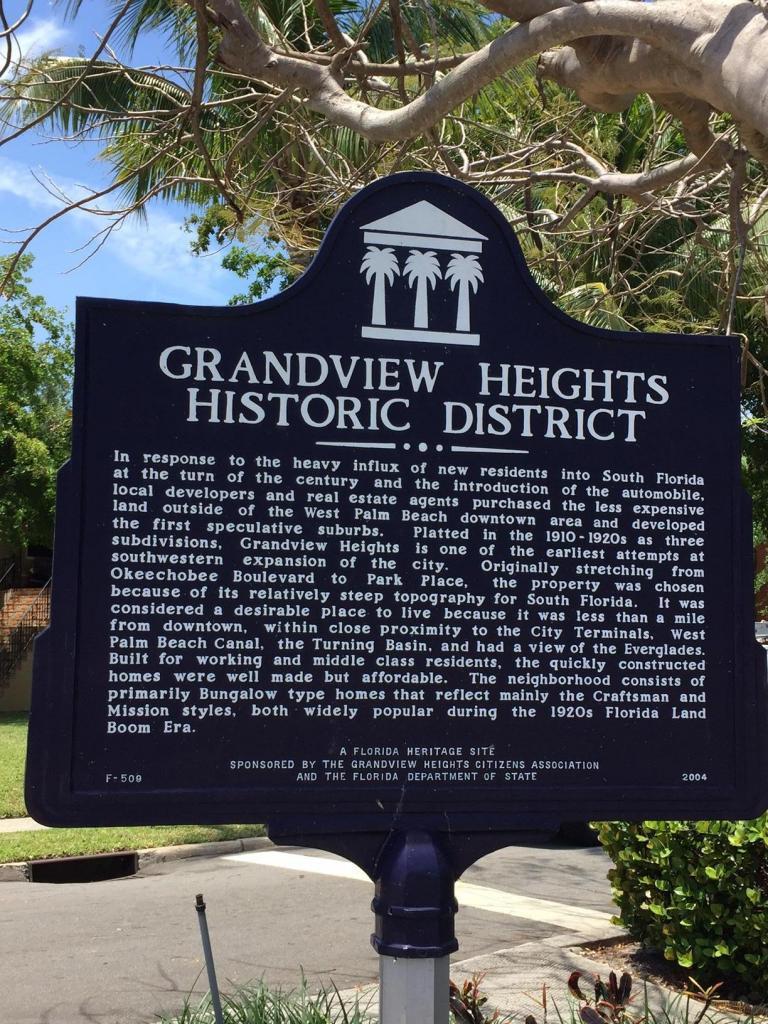 GRANDVIEW HEIGHTS
HISTORIC DISTRICT
In response to the heavy influx of new residents into South Florida
at the turn of the century and the introduction of the automobile,
local developers and real estate agents purchased the less expensive
land outside of the West Palm Beach downtown area and developed
the first speculative suburbs. Platted in the 1910-1920s as three
subdivisions, Grandview Heights is one of the earliest attempts at
southwestern expansion of the city. Originally stretching from
Okeechobee Boulevard to Park Place, the property was chosen
because of its relatively steep topography for South Florida. It was
considered a desirable place to live because it was less than a mile
from downtown, within close proximity to the City Terminals, West
Palm Beach Canal, the Turning Basin, and had a view of the Everglades.
Built for working and middle class residents, the quickly constructed
homes were well made but affordable. The neighborhood consists of
primarily Bungalow type homes that reflect mainly the Craftsman and
Mission styles, both widely popular during the 1920s Florida Land
Boom Era.
A FLORIDA HERITAGE SITE
SPONSORED BY THE GRANDVIEW HEIGHTS CITIZENS ASSOCIATION
F-509 AND THE FLORIDA DEPARTMENT OF STATE 2004